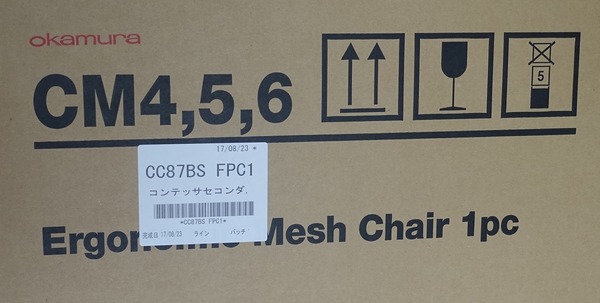 okamura
CM4,5,6
5
17/08/23 *
CC87BS FPC1
コンテッサセコンダ.
*CC87BS FPC1*
完成日 17/08/23 ライン バッチ
Mesh Chair 1pc